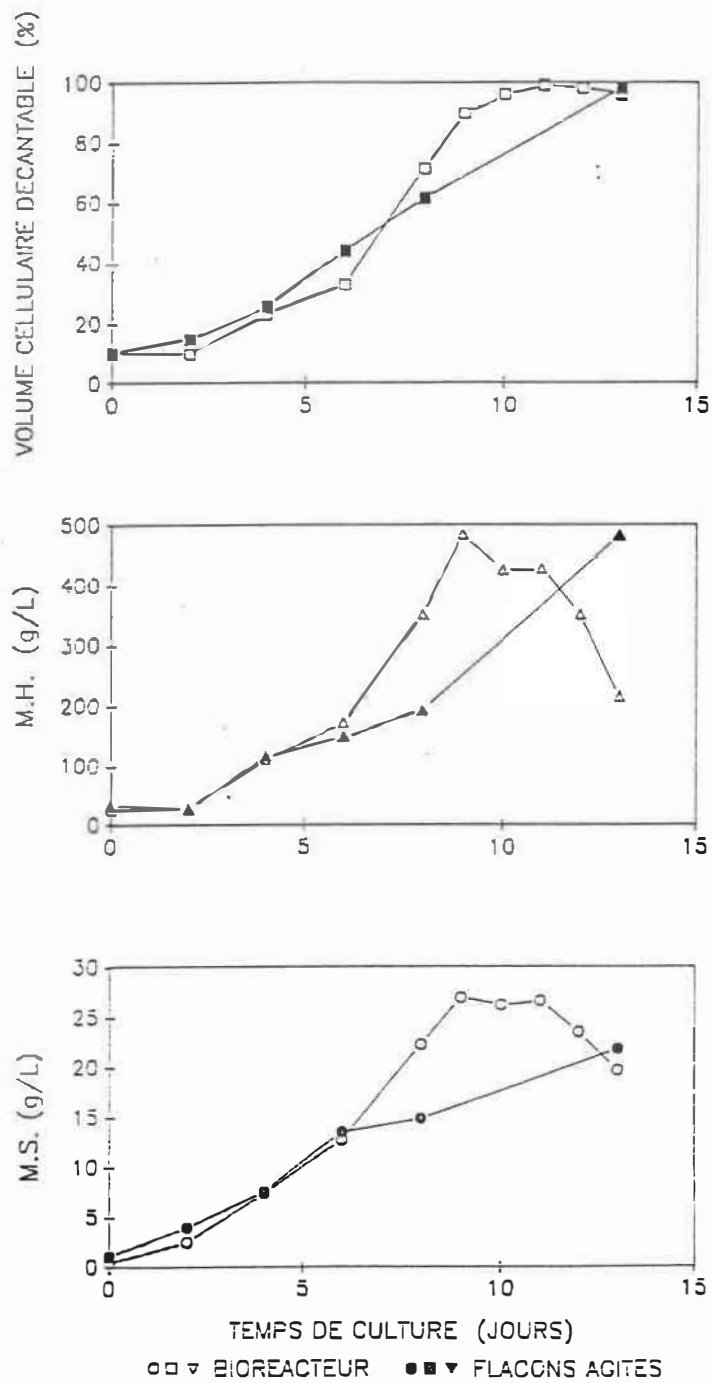 VOLUME CELLULAIRE DECANTABLE (%)
100
80
60
40
20
0
0 5 10 15
M.H. (g/L)
500
400
300
200
100
0
0 5 10 15
M.S. (g/L)
30
25
20
15
10
5
0
0 5 10 15
TEMPS DE CULTURE (JOURS)
BIOREACTEUR FLACONS AGITES